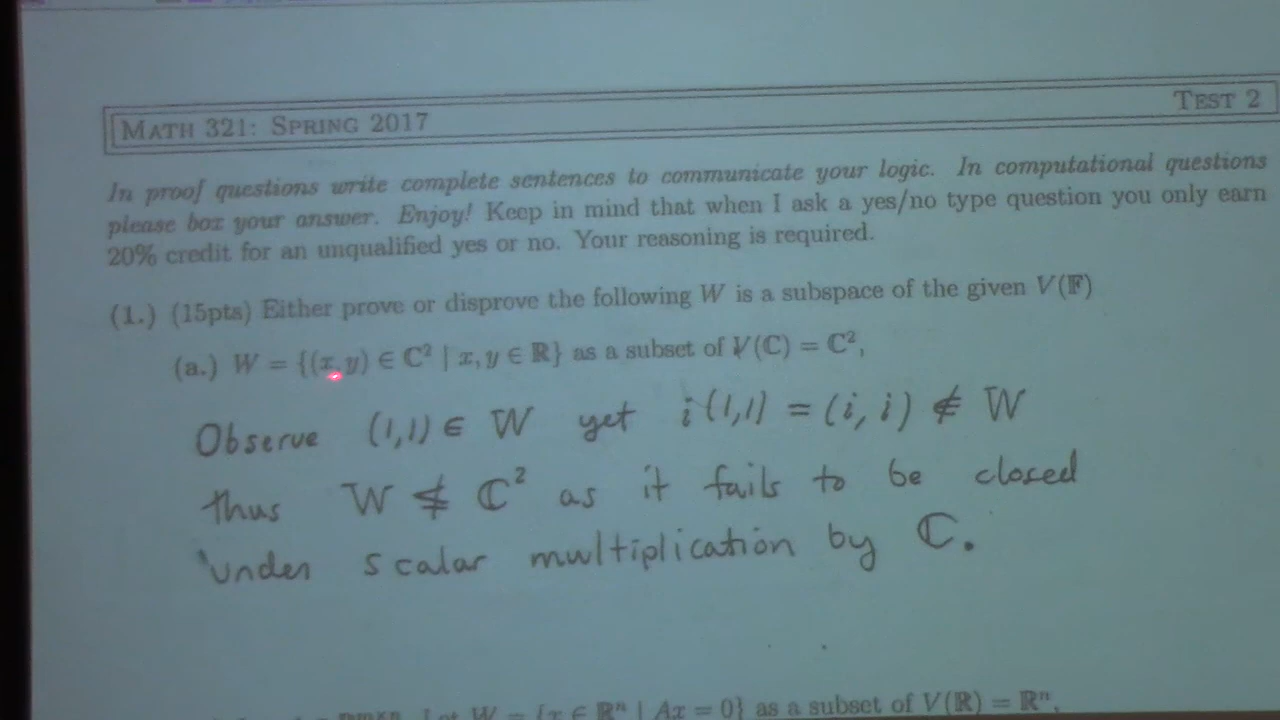 MATH 321: SPRING 2017 TEST 2
In proof questions write complete sentences to communicate your logic. In computational questions
please box your answer. Enjoy! Keep in mind that when I ask a yes/no type question you only earn
20% credit for an unqualified yes or no. Your reasoning is required.
(1.) (15pts) Either prove or disprove the following W is a subspace of the given V(𝔽)
(a.) W = {(x, y) ∈ ℂ² | x, y ∈ ℝ} as a subset of V(ℂ) = ℂ²,
Observe (1,1) ∈ W yet i(1,1) = (i, i) ∉ W
thus W ≰ ℂ² as it fails to be closed
under scalar multiplication by ℂ.
Let W = {x ∈ ℝⁿ | Ax = 0} as a subset of V(ℝ) = ℝⁿ,